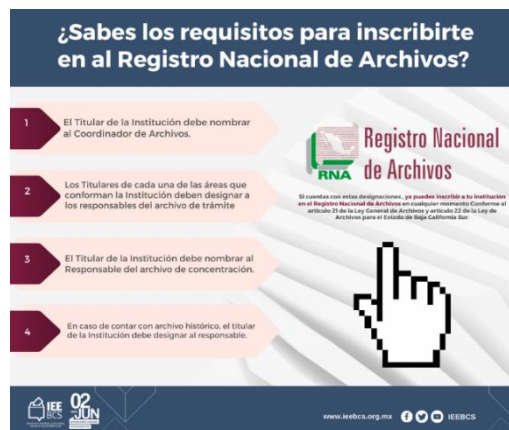 ¿Sabes los requisitos para inscribirte
en al Registro Nacional de Archivos?
1
El Titular de la Institución debe nombrar
al Coordinador de Archivos.
2
Los Titulares de cada una de las áreas que
conforman la Institución deben designar a
los responsables del archivo de trámite
3
El Titular de la Institución debe nombrar al
Responsable del archivo de concentración.
4
En caso de contar con archivo histórico, el titular
de la Institución debe designar al responsable.
RNA
Registro Nacional
de Archivos
Si cuentas con estas designaciones, ya puedes inscribir a tu institución
en el Registro Nacional de Archivos en cualquier momento Conforme al
artículo 21 de la Ley General de Archivos y artículo 22 de la Ley de
Archivos para el Estado de Baja California Sur.
IEE
BCS
02
JUN
www.ieebcs.org.mx
IEEBCS